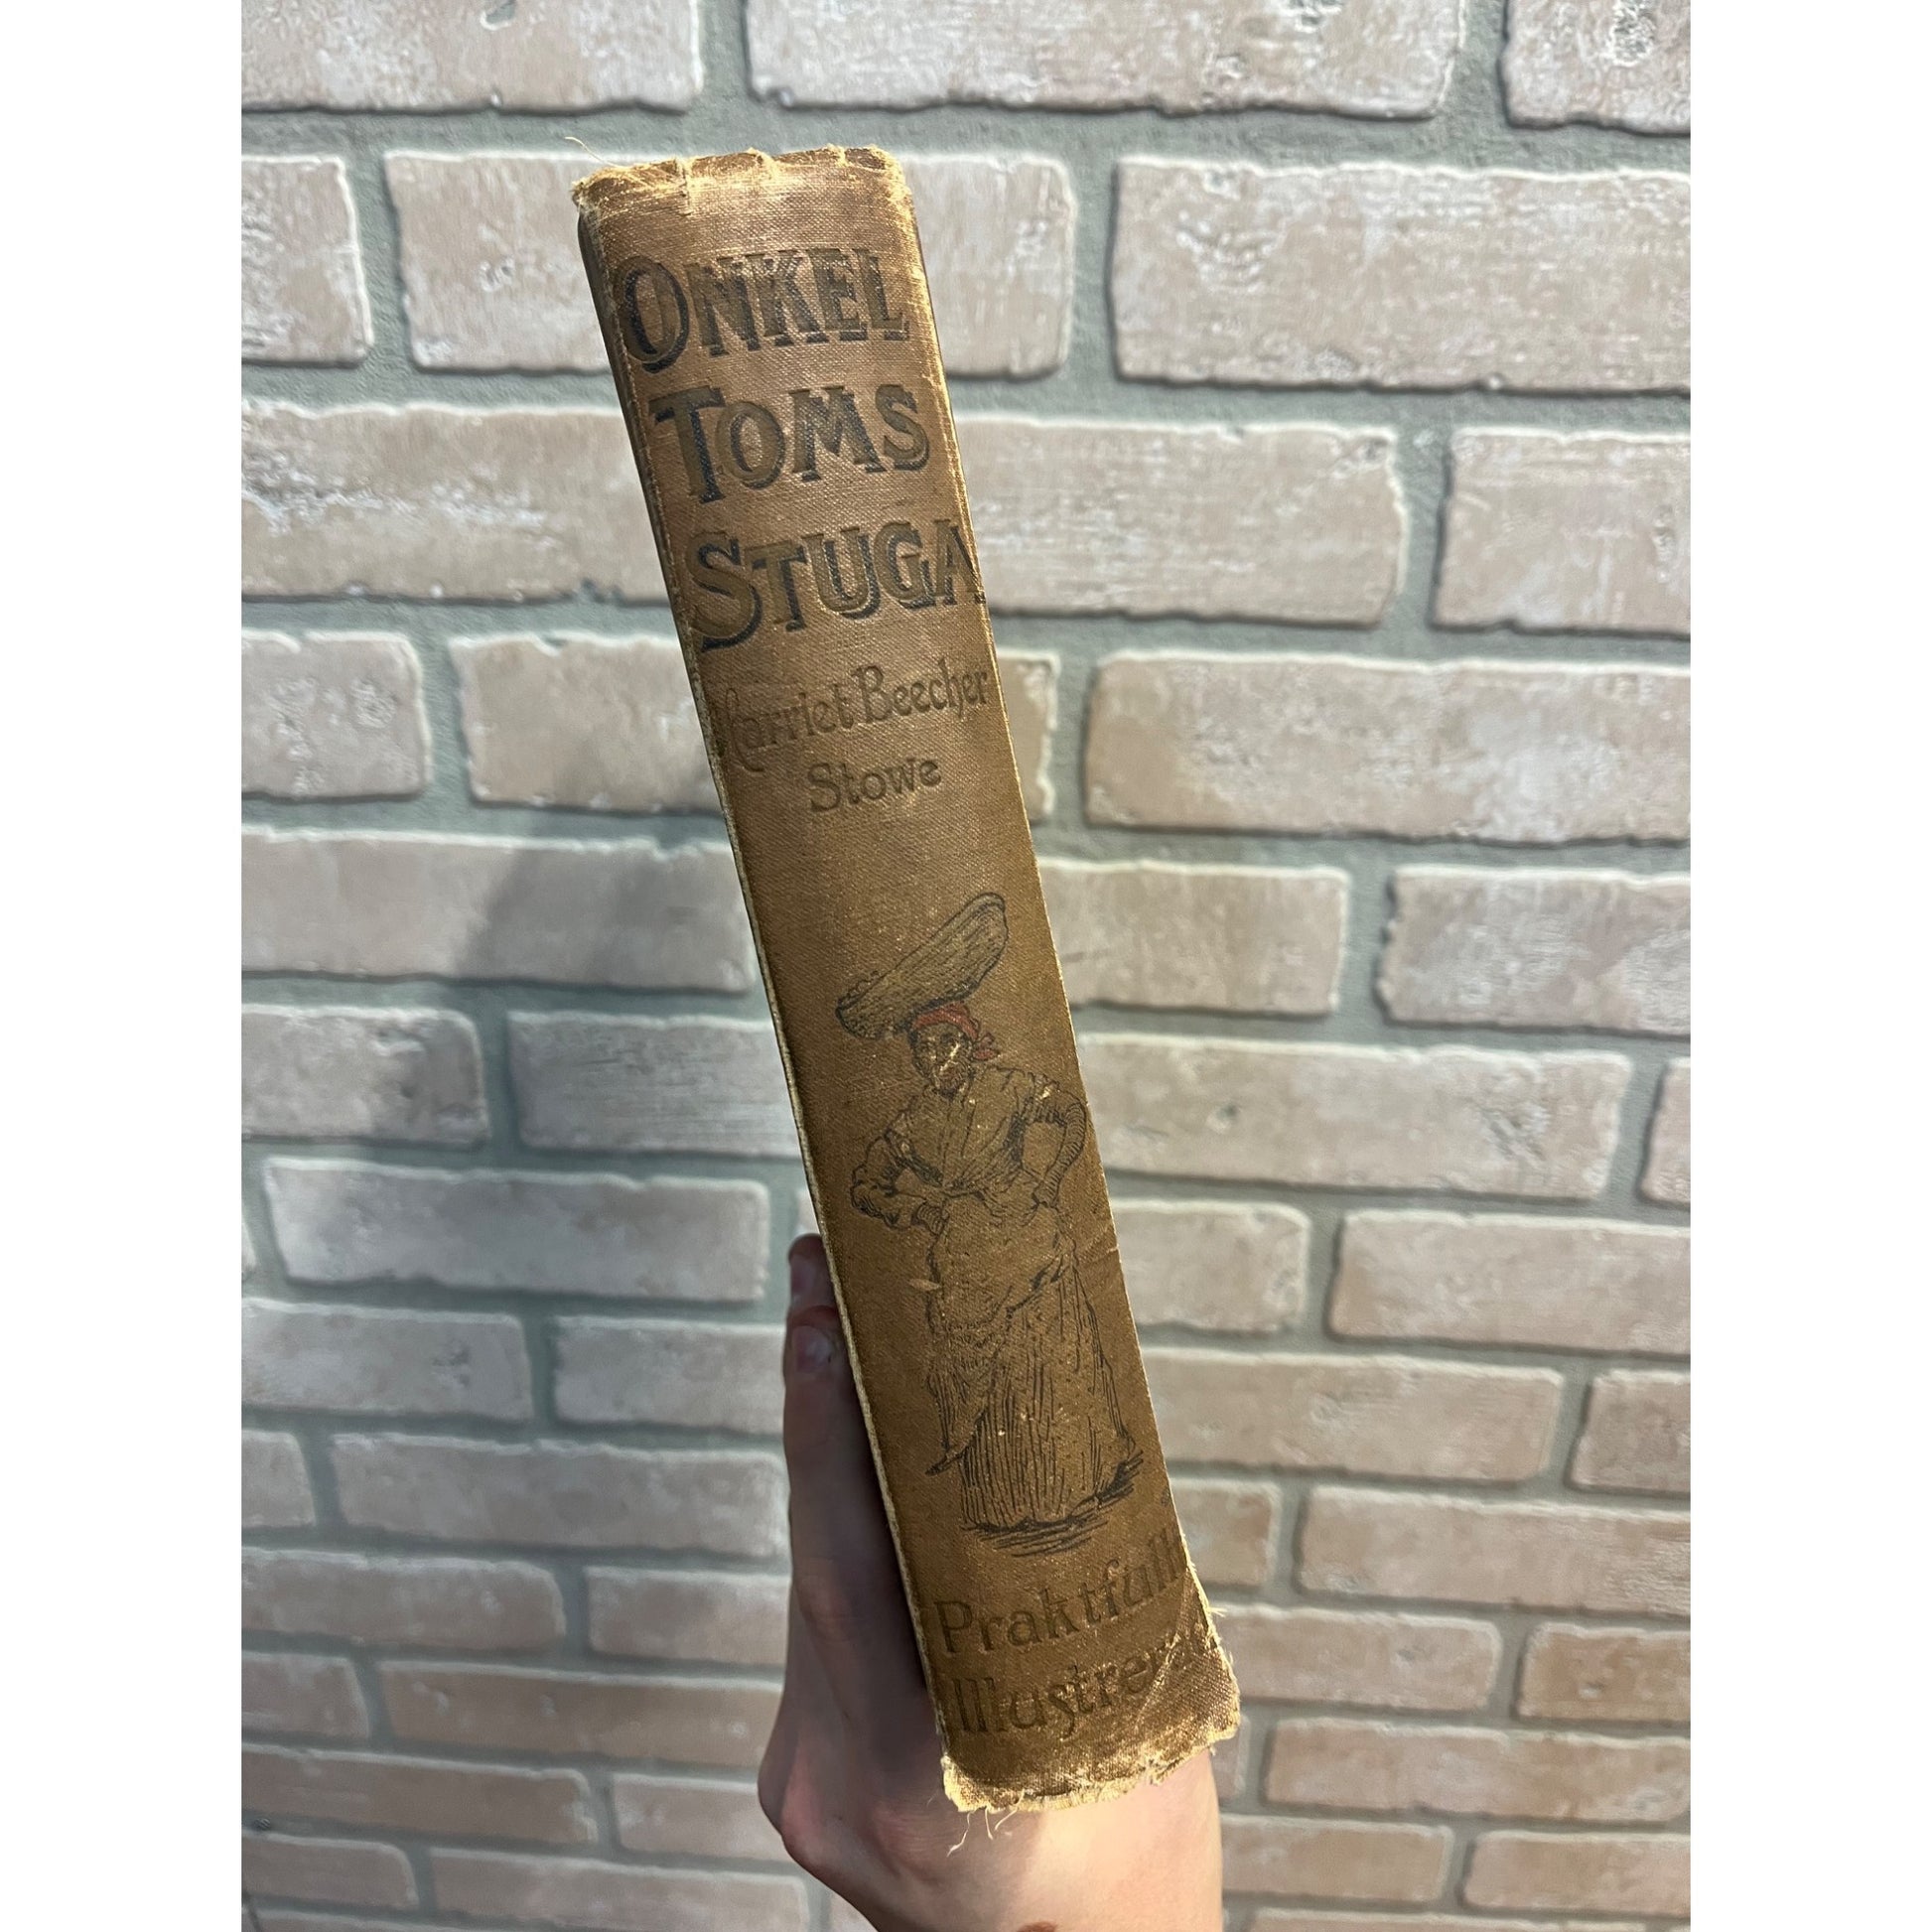 ONKEL
TOMS
STUGA
Harriet Beecher
Stowe
Praktfullt
Illustrerad